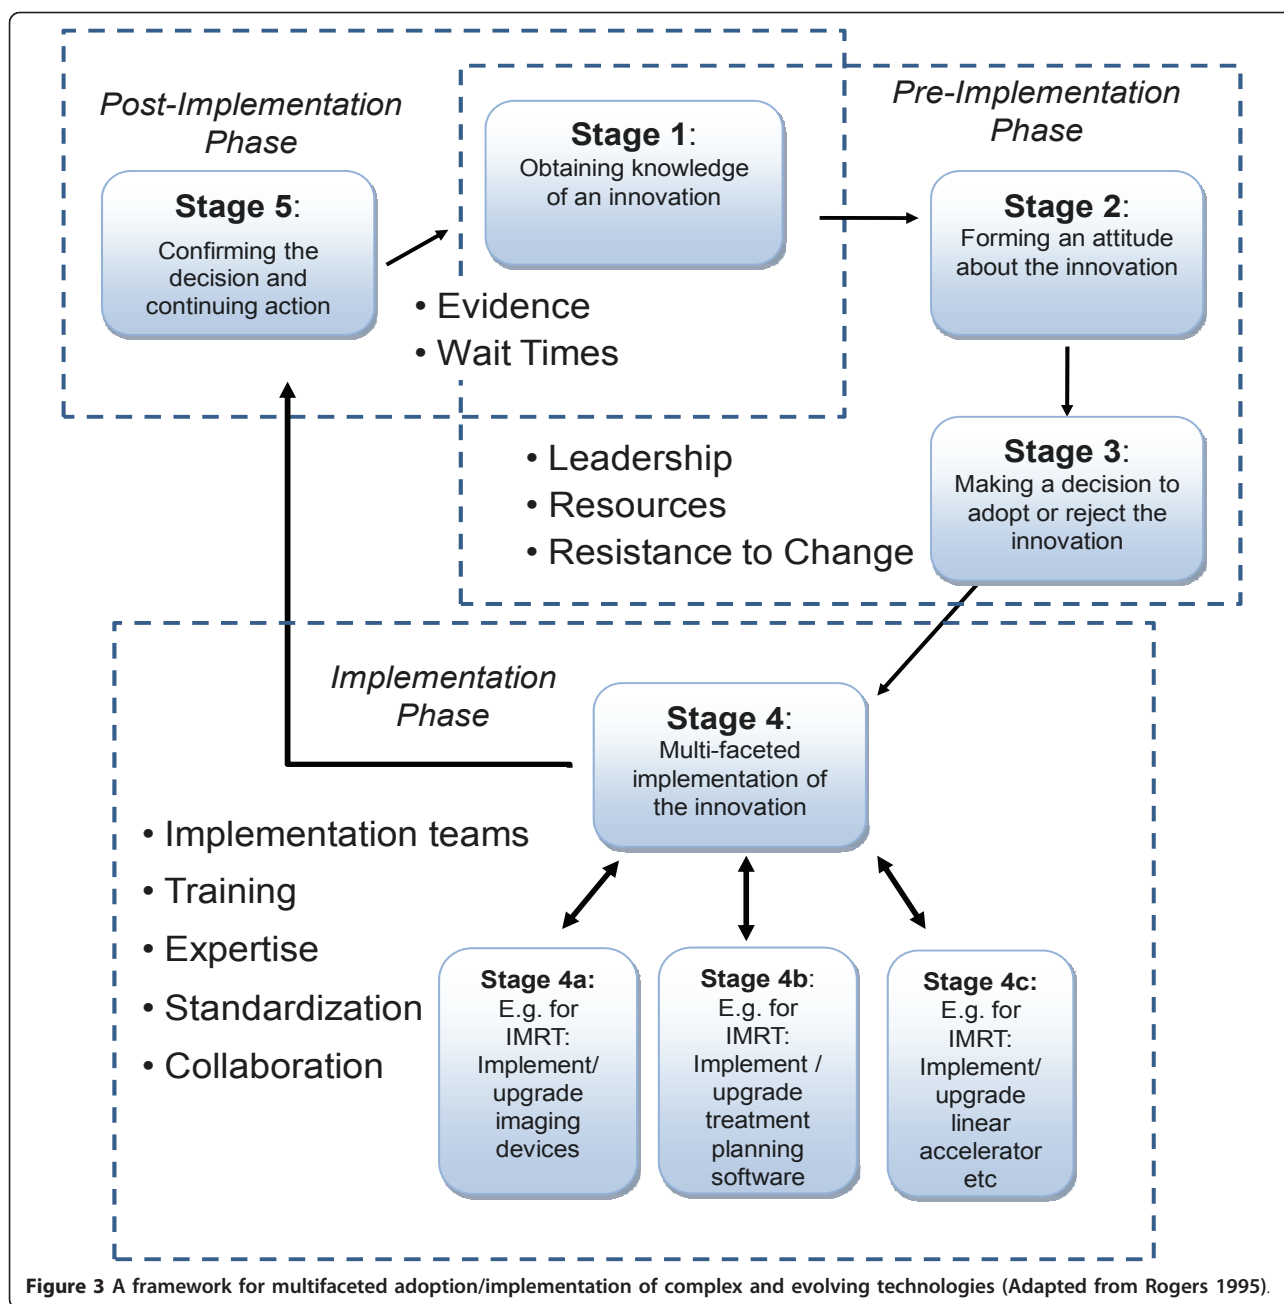 Post-Implementation
Phase
Stage 5:
Confirming the
decision and
continuing action
Stage 1:
Obtaining knowledge
of an innovation
Pre-Implementation
Phase
Stage 2:
Forming an attitude
about the innovation
• Evidence
• Wait Times
Stage 3:
Making a decision to
adopt or reject the
innovation
• Leadership
• Resources
• Resistance to Change
Implementation
Phase
Stage 4:
Multi-faceted
implementation of
the innovation
• Implementation teams
• Training
• Expertise
• Standardization
• Collaboration
Stage 4a:
E.g. for
IMRT:
Implement/
upgrade
imaging
devices
Stage 4b:
E.g. for
IMRT:
Implement /
upgrade
treatment
planning
software
Stage 4c:
E.g. for
IMRT:
Implement/
upgrade
linear
accelerator
etc
Figure 3 A framework for multifaceted adoption/implementation of complex and evolving technologies (Adapted from Rogers 1995).